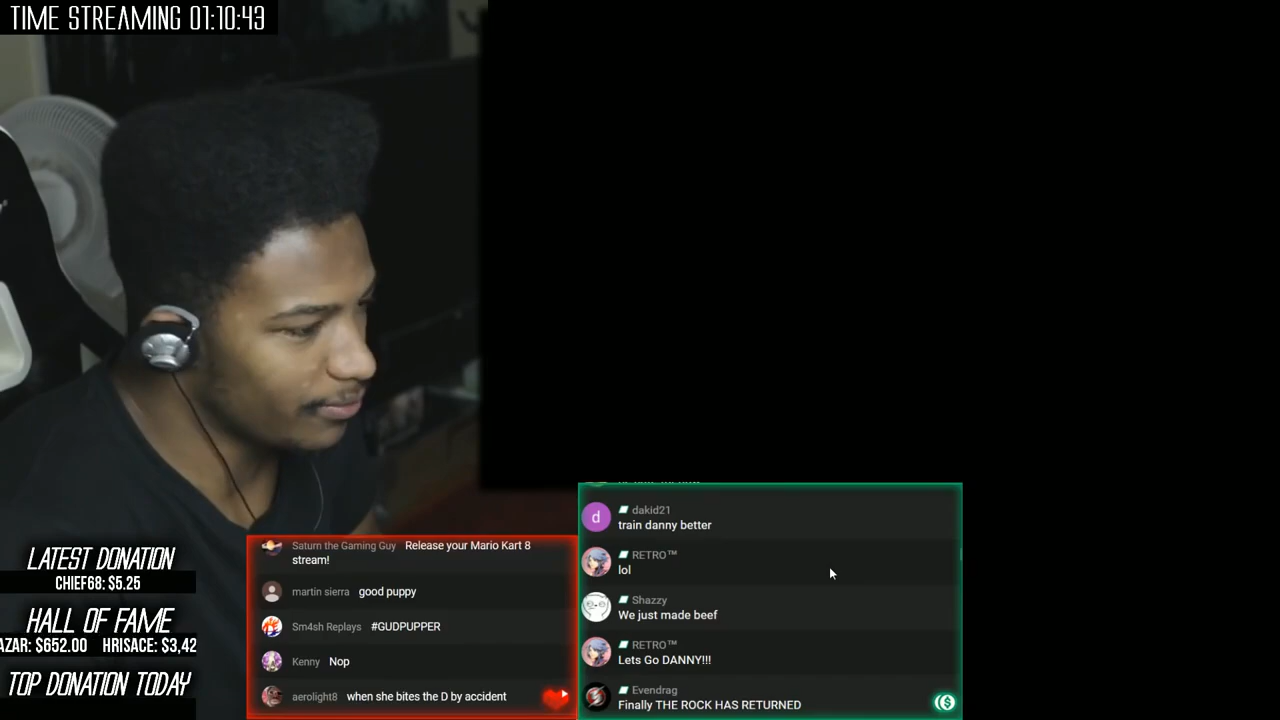 TIME STREAMING 01:10:43
LATEST DONATION
CHIEF68: $5.25
HALL OF FAME
AZAR: $652.00 HRISACE: $3,42
TOP DONATION TODAY
Saturn the Gaming Guy Release your Mario Kart 8
stream!
martin sierra good puppy
Sm4sh Replays #GUDPUPPER
Kenny Nop
aerolight8 when she bites the D by accident
d
dakid21
train danny better
RETRO™
lol
Shazzy
We just made beef
RETRO™
Lets Go DANNY!!!
Evendrag
Finally THE ROCK HAS RETURNED